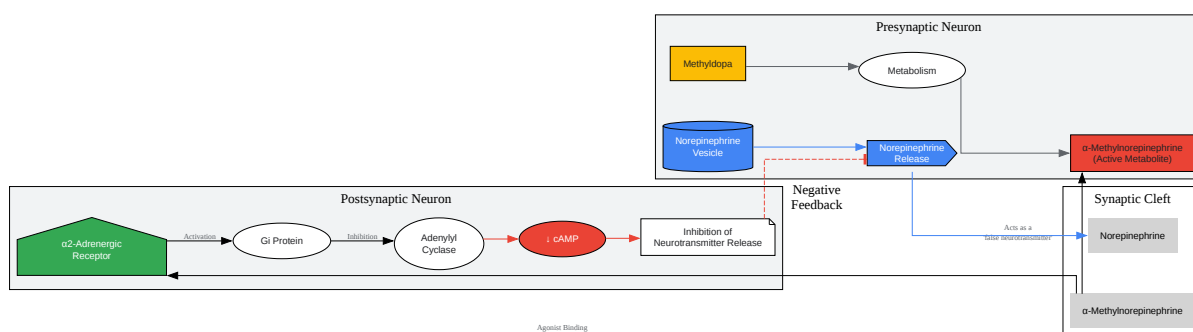 Presynaptic Neuron
Methyldopa
Metabolism
Norepinephrine
Vesicle
Norepinephrine
Release
α-Methylnorepinephrine
(Active Metabolite)
Negative
Feedback
Postsynaptic Neuron
α2-Adrenergic
Receptor
Activation
Gi Protein
Inhibition
Adenylyl
Cyclase
↓ cAMP
Inhibition of
Neurotransmitter Release
Synaptic Cleft
Acts as a
false neurotransmitter
Norepinephrine
α-Methylnorepinephrine
Agonist Binding